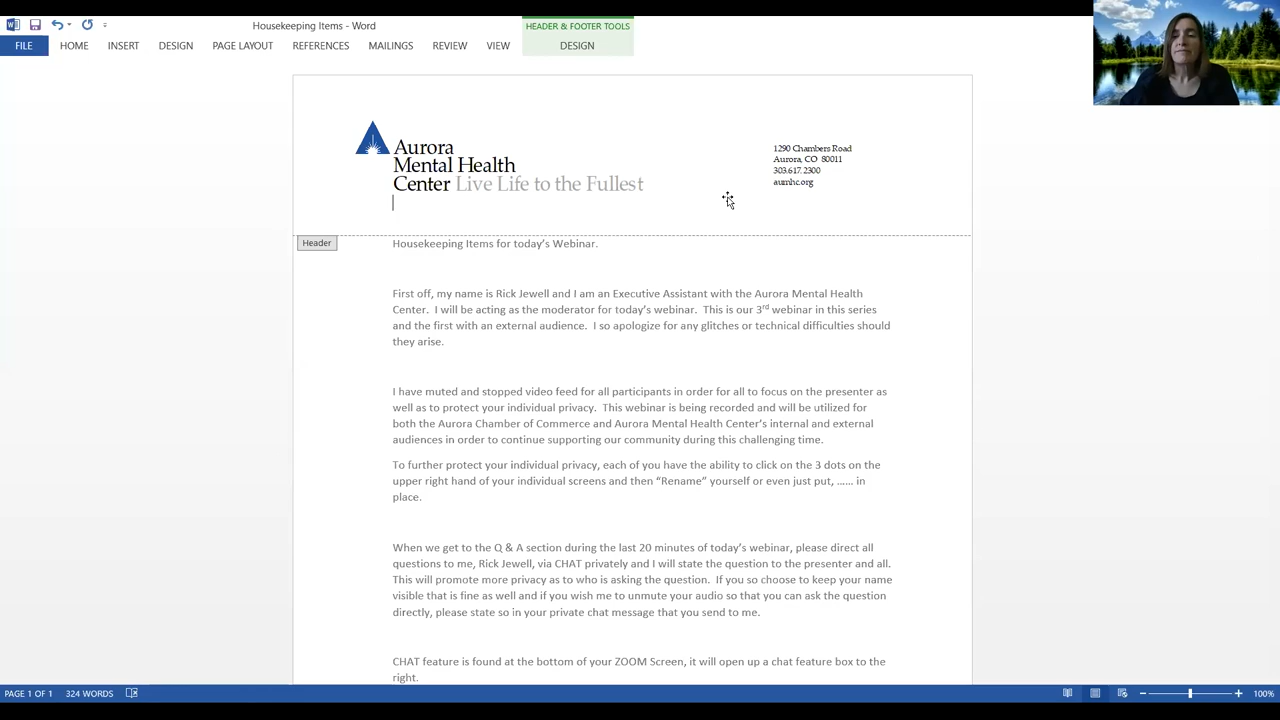 Housekeeping Items - Word
HEADER & FOOTER TOOLS
FILE
HOME
INSERT
DESIGN
PAGE LAYOUT
REFERENCES
MAILINGS
REVIEW
VIEW
DESIGN
Aurora
Mental Health
Center Live Life to the Fullest
1290 Chambers Road
Aurora, CO 80011
303.617.2300
aumhc.org
Header
Housekeeping Items for today's Webinar.
First off, my name is Rick Jewell and I am an Executive Assistant with the Aurora Mental Health
Center. I will be acting as the moderator for today's webinar. This is our 3rd webinar in this series
and the first with an external audience. I so apologize for any glitches or technical difficulties should
they arise.
I have muted and stopped video feed for all participants in order for all to focus on the presenter as
well as to protect your individual privacy. This webinar is being recorded and will be utilized for
both the Aurora Chamber of Commerce and Aurora Mental Health Center's internal and external
audiences in order to continue supporting our community during this challenging time.
To further protect your individual privacy, each of you have the ability to click on the 3 dots on the
upper right hand of your individual screens and then "Rename" yourself or even just put, …… in
place.
When we get to the Q & A section during the last 20 minutes of today's webinar, please direct all
questions to me, Rick Jewell, via CHAT privately and I will state the question to the presenter and all.
This will promote more privacy as to who is asking the question. If you so choose to keep your name
visible that is fine as well and if you wish me to unmute your audio so that you can ask the question
directly, please state so in your private chat message that you send to me.
CHAT feature is found at the bottom of your ZOOM Screen, it will open up a chat feature box to the
right.
PAGE 1 OF 1
324 WORDS
100%